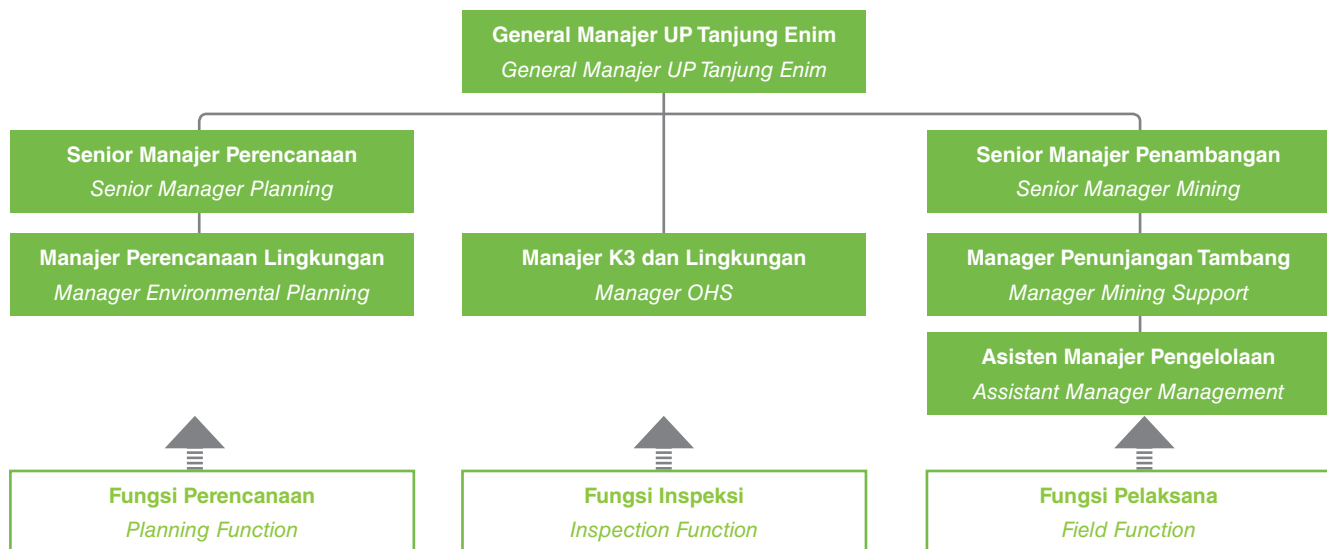 General Manajer UP Tanjung Enim
General Manajer UP Tanjung Enim
Senior Manajer Perencanaan
Senior Manager Planning
Senior Manajer Penambangan
Senior Manager Mining
Manajer Perencanaan Lingkungan
Manager Environmental Planning
Manajer K3 dan Lingkungan
Manager OHS
Manager Penunjangan Tambang
Manager Mining Support
Asisten Manajer Pengelolaan
Assistant Manager Management
Fungsi Perencanaan
Planning Function
Fungsi Inspeksi
Inspection Function
Fungsi Pelaksana
Field Function